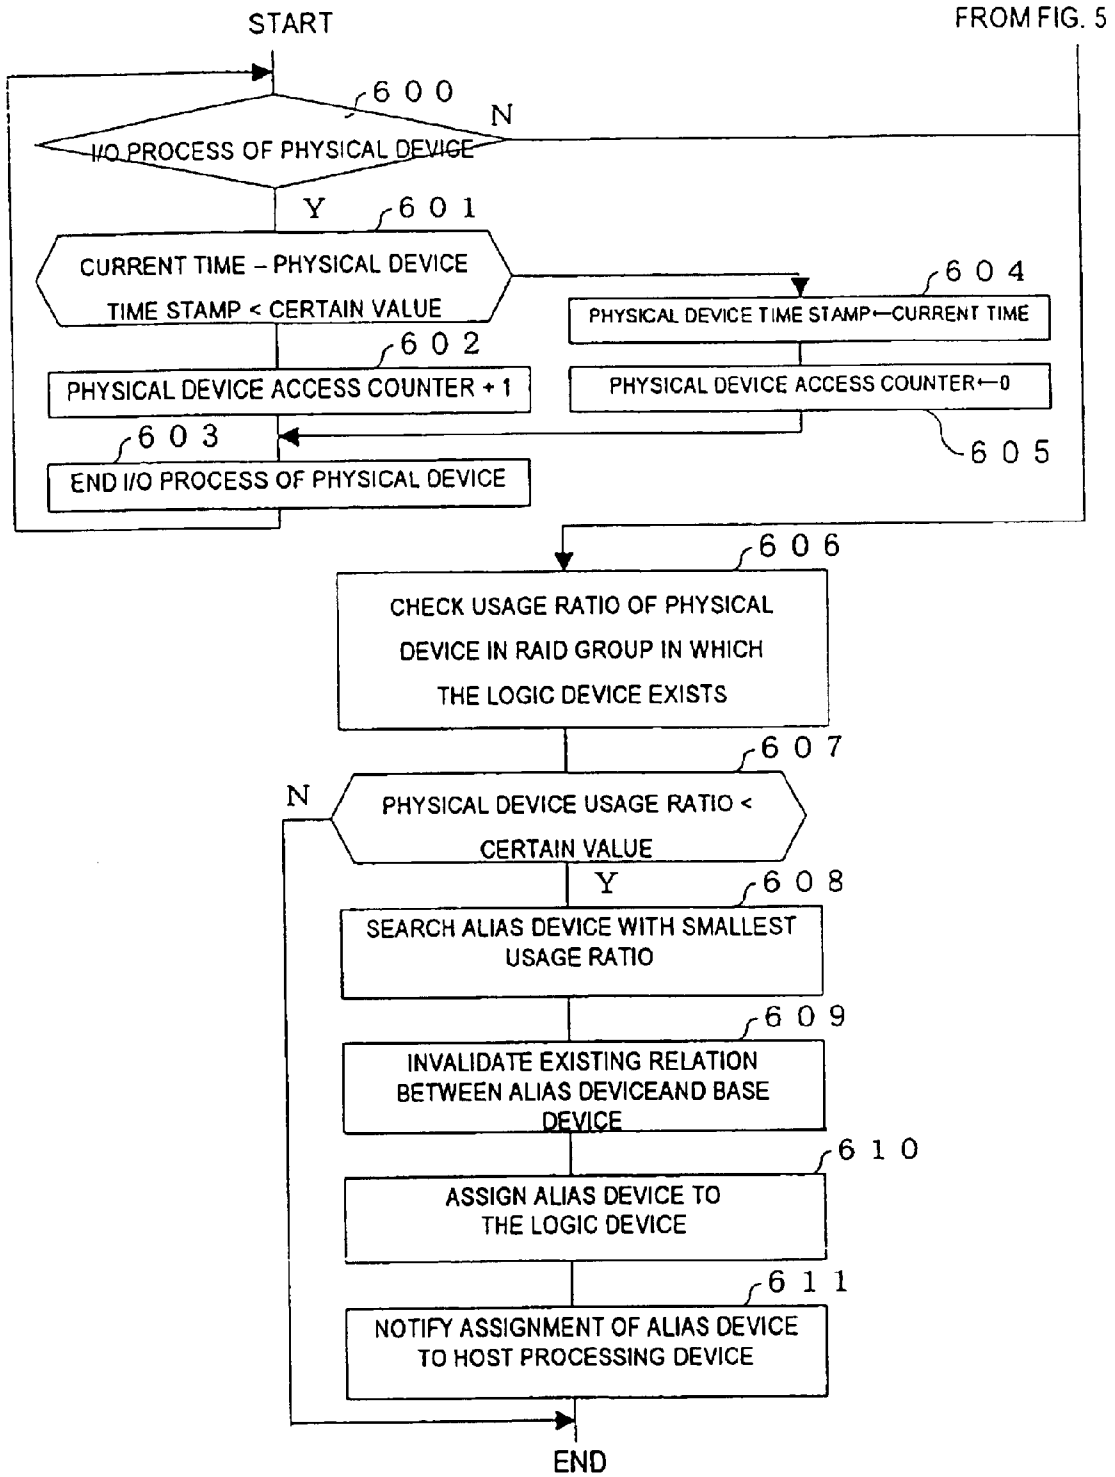 START
FROM FIG. 5
600
N
I/O PROCESS OF PHYSICAL DEVICE
Y
601
CURRENT TIME – PHYSICAL DEVICE
TIME STAMP < CERTAIN VALUE
604
PHYSICAL DEVICE TIME STAMP←CURRENT TIME
602
PHYSICAL DEVICE ACCESS COUNTER + 1
PHYSICAL DEVICE ACCESS COUNTER←0
605
603
END I/O PROCESS OF PHYSICAL DEVICE
606
CHECK USAGE RATIO OF PHYSICAL
DEVICE IN RAID GROUP IN WHICH
THE LOGIC DEVICE EXISTS
607
N
PHYSICAL DEVICE USAGE RATIO <
CERTAIN VALUE
Y
608
SEARCH ALIAS DEVICE WITH SMALLEST
USAGE RATIO
609
INVALIDATE EXISTING RELATION
BETWEEN ALIAS DEVICEAND BASE
DEVICE
610
ASSIGN ALIAS DEVICE TO
THE LOGIC DEVICE
611
NOTIFY ASSIGNMENT OF ALIAS DEVICE
TO HOST PROCESSING DEVICE
END